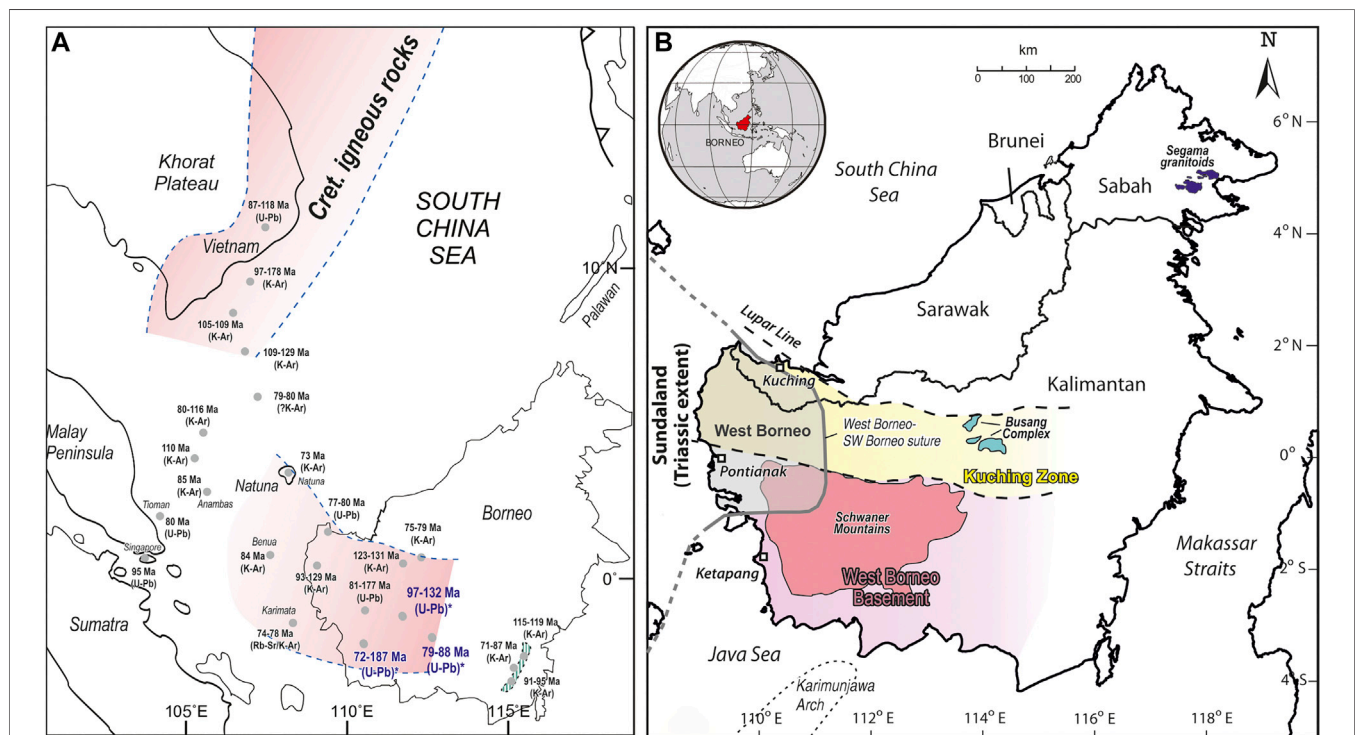 A
Cret. igneous rocks
Khorat
Plateau
87-118 Ma
(U-Pb)
Vietnam
SOUTH
CHINA
SEA
97-178 Ma
(K-Ar)
10°N
Palawan
105-109 Ma
(K-Ar)
109-129 Ma
(K-Ar)
79-80 Ma
(?K-Ar)
80-116 Ma
(K-Ar)
Malay
Peninsula
110 Ma
(K-Ar)
73 Ma
(K-Ar)
Natuna
Natuna
85 Ma
(K-Ar)
Anambas
Tioman
80 Ma
(U-Pb)
77-80 Ma
(U-Pb)
Borneo
75-79 Ma
(K-Ar)
Singapore
95 Ma
(U-Pb)
Benua
84 Ma
(K-Ar)
123-131 Ma
(K-Ar)
93-129 Ma
(K-Ar)
81-177 Ma
(U-Pb)
97-132 Ma
(U-Pb)*
0°
Karimata
74-78 Ma
(Rb-Sr/K-Ar)
Sumatra
72-187 Ma
(U-Pb)*
79-88 Ma
(U-Pb)*
115-119 Ma
(K-Ar)
71-87 Ma
(K-Ar)
91-95 Ma
(K-Ar)
105°E
110°E
115°E
B
BORNEO
km
0 100 200
N
South China
Sea
Brunei
Segama
granitoids
Sabah
6° N
4° N
Sarawak
Lupar Line
2° N
Kuching
Kalimantan
Sundaland
(Triassic extent)
West Borneo
West Borneo-
SW Borneo suture
Busang
Complex
0°
Pontianak
Kuching Zone
Schwaner
Mountains
Makassar
Straits
Ketapang
West Borneo
Basement
2° S
Java Sea
Karimunjawa
Arch
4° S
110°E
112°E
114°E
116°E
118°E